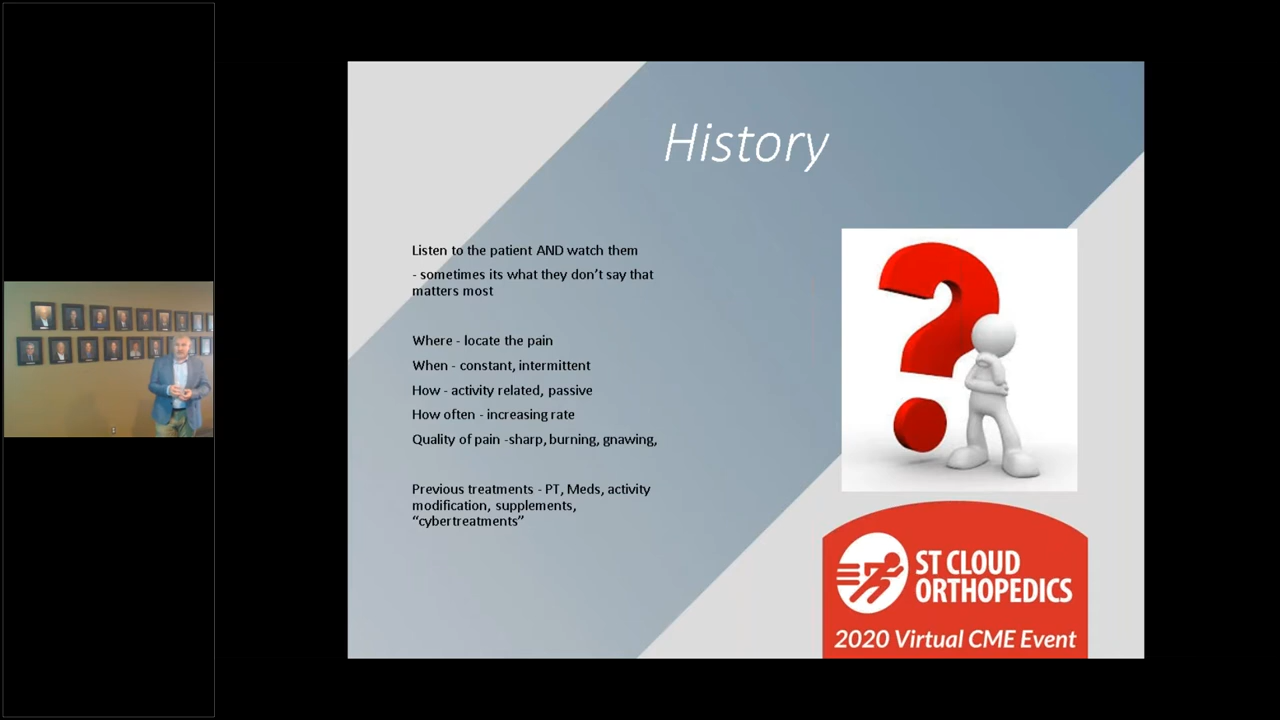 History
Listen to the patient AND watch them
- sometimes its what they don’t say that
matters most
Where - locate the pain
When - constant, intermittent
How - activity related, passive
How often - increasing rate
Quality of pain -sharp, burning, gnawing,
Previous treatments - PT, Meds, activity
modification, supplements,
“cybertreatments”
ST CLOUD
ORTHOPEDICS
2020 Virtual CME Event